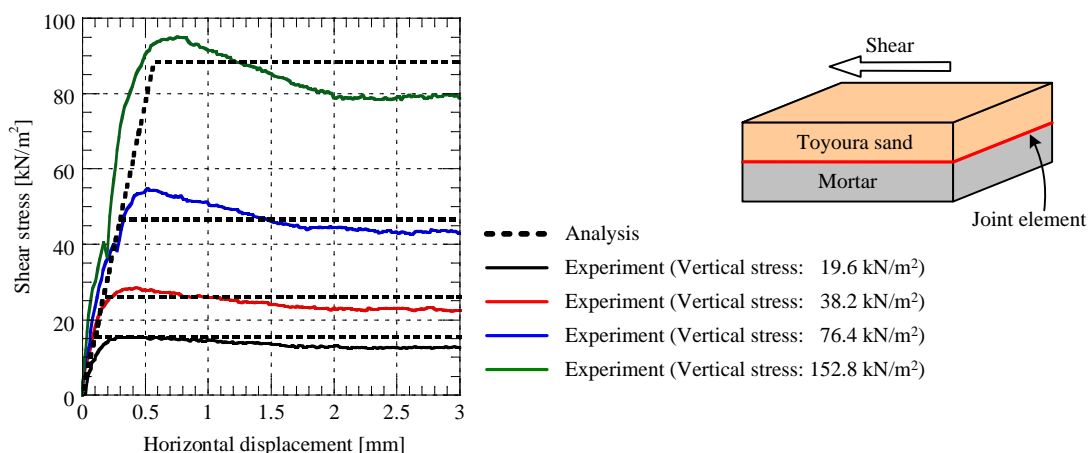 100
80
60
40
20
0
Shear stress [kN/m²]
0
0.5
1
1.5
2
2.5
3
Horizontal displacement [mm]
Shear
Toyoura sand
Mortar
Joint element
Analysis
Experiment (Vertical stress: 19.6 kN/m²)
Experiment (Vertical stress: 38.2 kN/m²)
Experiment (Vertical stress: 76.4 kN/m²)
Experiment (Vertical stress: 152.8 kN/m²)